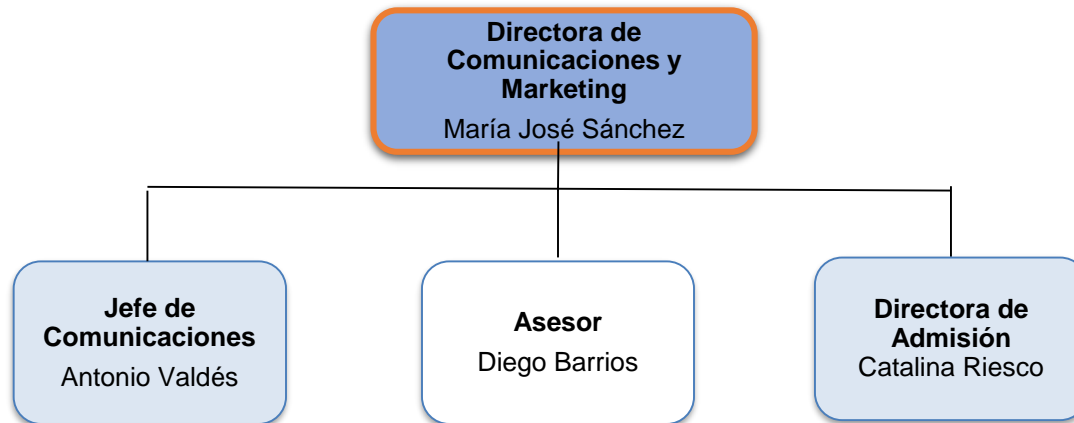 Directora de
Comunicaciones y
Marketing
María José Sánchez
Jefe de
Comunicaciones
Antonio Valdés
Asesor
Diego Barrios
Directora de
Admisión
Catalina Riesco